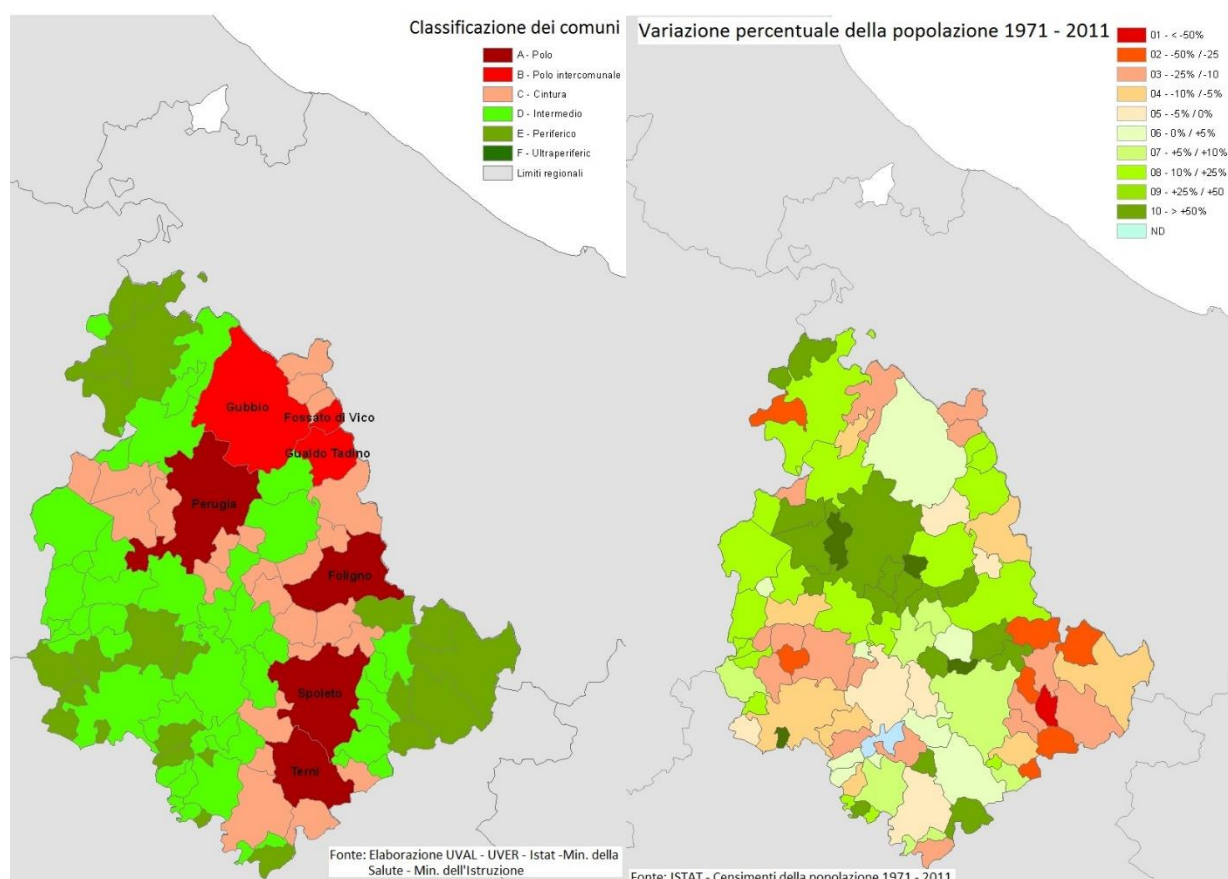 Classificazione dei comuni
A - Polo
B - Polo intercomunale
C - Cintura
D - Intermedio
E - Periferico
F - Ultraperiferic
Limiti regionali
Gubbio
Fossato di Vico
Gualdo Tadino
Perugia
Foligno
Spoleto
Terni
Fonte: Elaborazione UVAL - UVER - Istat -Min. della
Salute - Min. dell'Istruzione
Variazione percentuale della popolazione 1971 - 2011
01 - < -50%
02 - -50% / -25
03 - -25% / -10
04 - -10% / -5%
05 - -5% / 0%
06 - 0% / +5%
07 - +5% / +10%
08 - 10% / +25%
09 - +25% / +50
10 - > +50%
ND
Fonte: ISTAT - Censimenti della popolazione 1971 - 2011